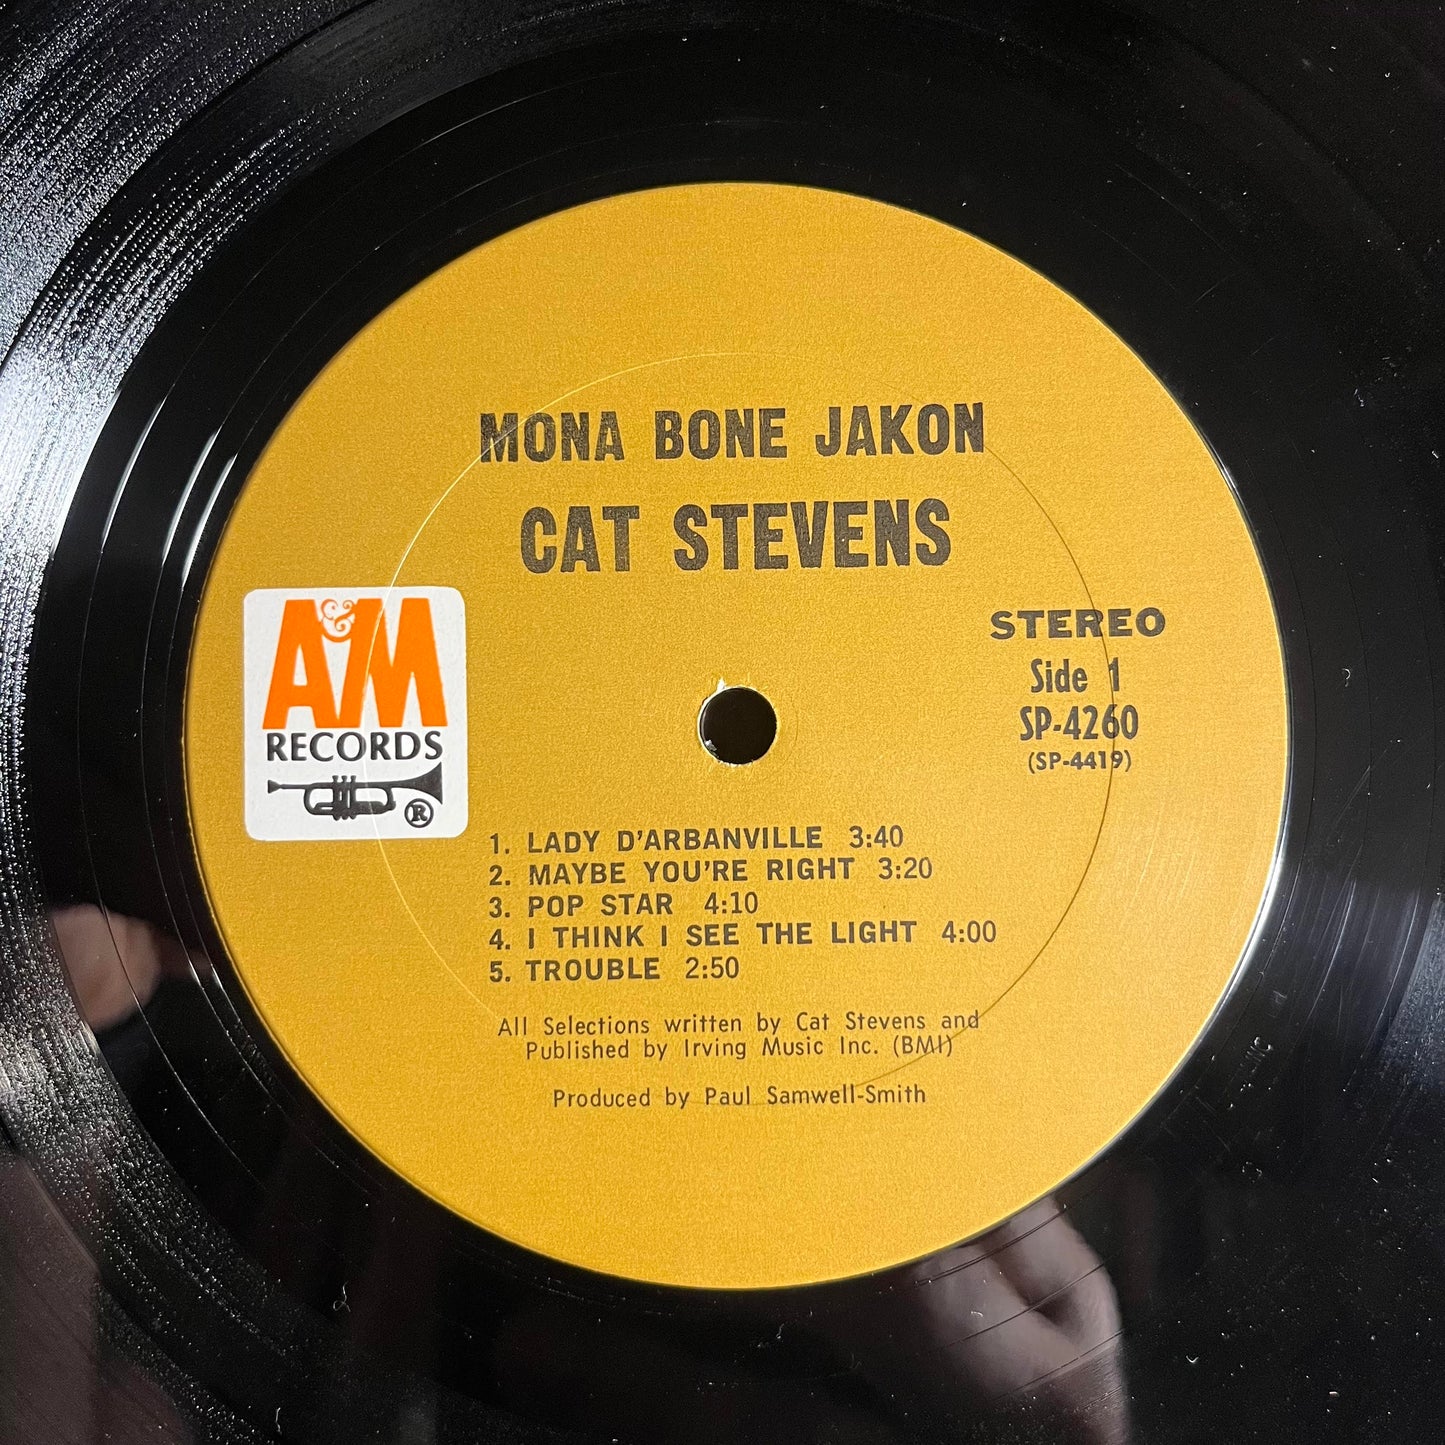 MONA BONE JAKON
CAT STEVENS
A&M
RECORDS
®
STEREO
Side 1
SP-4260
(SP-4419)
1. LADY D'ARBANVILLE 3:40
2. MAYBE YOU'RE RIGHT 3:20
3. POP STAR 4:10
4. I THINK I SEE THE LIGHT 4:00
5. TROUBLE 2:50
All Selections written by Cat Stevens and
Published by Irving Music Inc. (BMI)
Produced by Paul Samwell-Smith